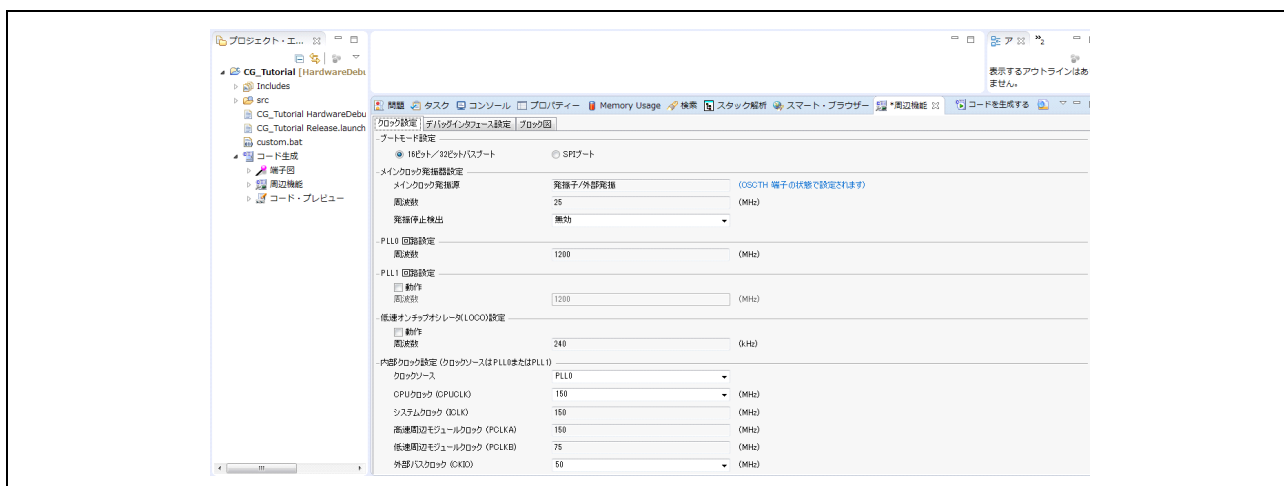 プロジェクト・エ...
CG_Tutorial [HardwareDebu
Includes
src
CG_Tutorial HardwareDebu
CG_Tutorial Release.launch
custom.bat
コード生成
端子図
周辺機能
コード・プレビュー
ア
»2
表示するアウトラインはあ
ません。
問題 タスク コンソール プロパティー Memory Usage 検索 スタック解析 スマート・ブラウザー *周辺機能 コードを生成する
クロック設定 デバッグインタフェース設定 ブロック図
ブートモード設定
16ビット/32ビットバスブート SPIブート
メインクロック発振器設定
メインクロック発振源 発振子/外部発振 (OSCTH 端子の状態で設定されます)
周波数 25 (MHz)
発振停止検出 無効
PLL0 回路設定
周波数 1200 (MHz)
PLL1 回路設定
動作
周波数 1200 (MHz)
低速オンチップオシレータ(LOCO)設定
動作
周波数 240 (kHz)
内部クロック設定 (クロックソースはPLL0またはPLL1)
クロックソース PLL0
CPUクロック (CPUCLK) 150 (MHz)
システムクロック (ICLK) 150 (MHz)
高速周辺モジュールクロック (PCLKA) 150 (MHz)
低速周辺モジュールクロック (PCLKB) 75 (MHz)
外部バスクロック (CKIO) 50 (MHz)